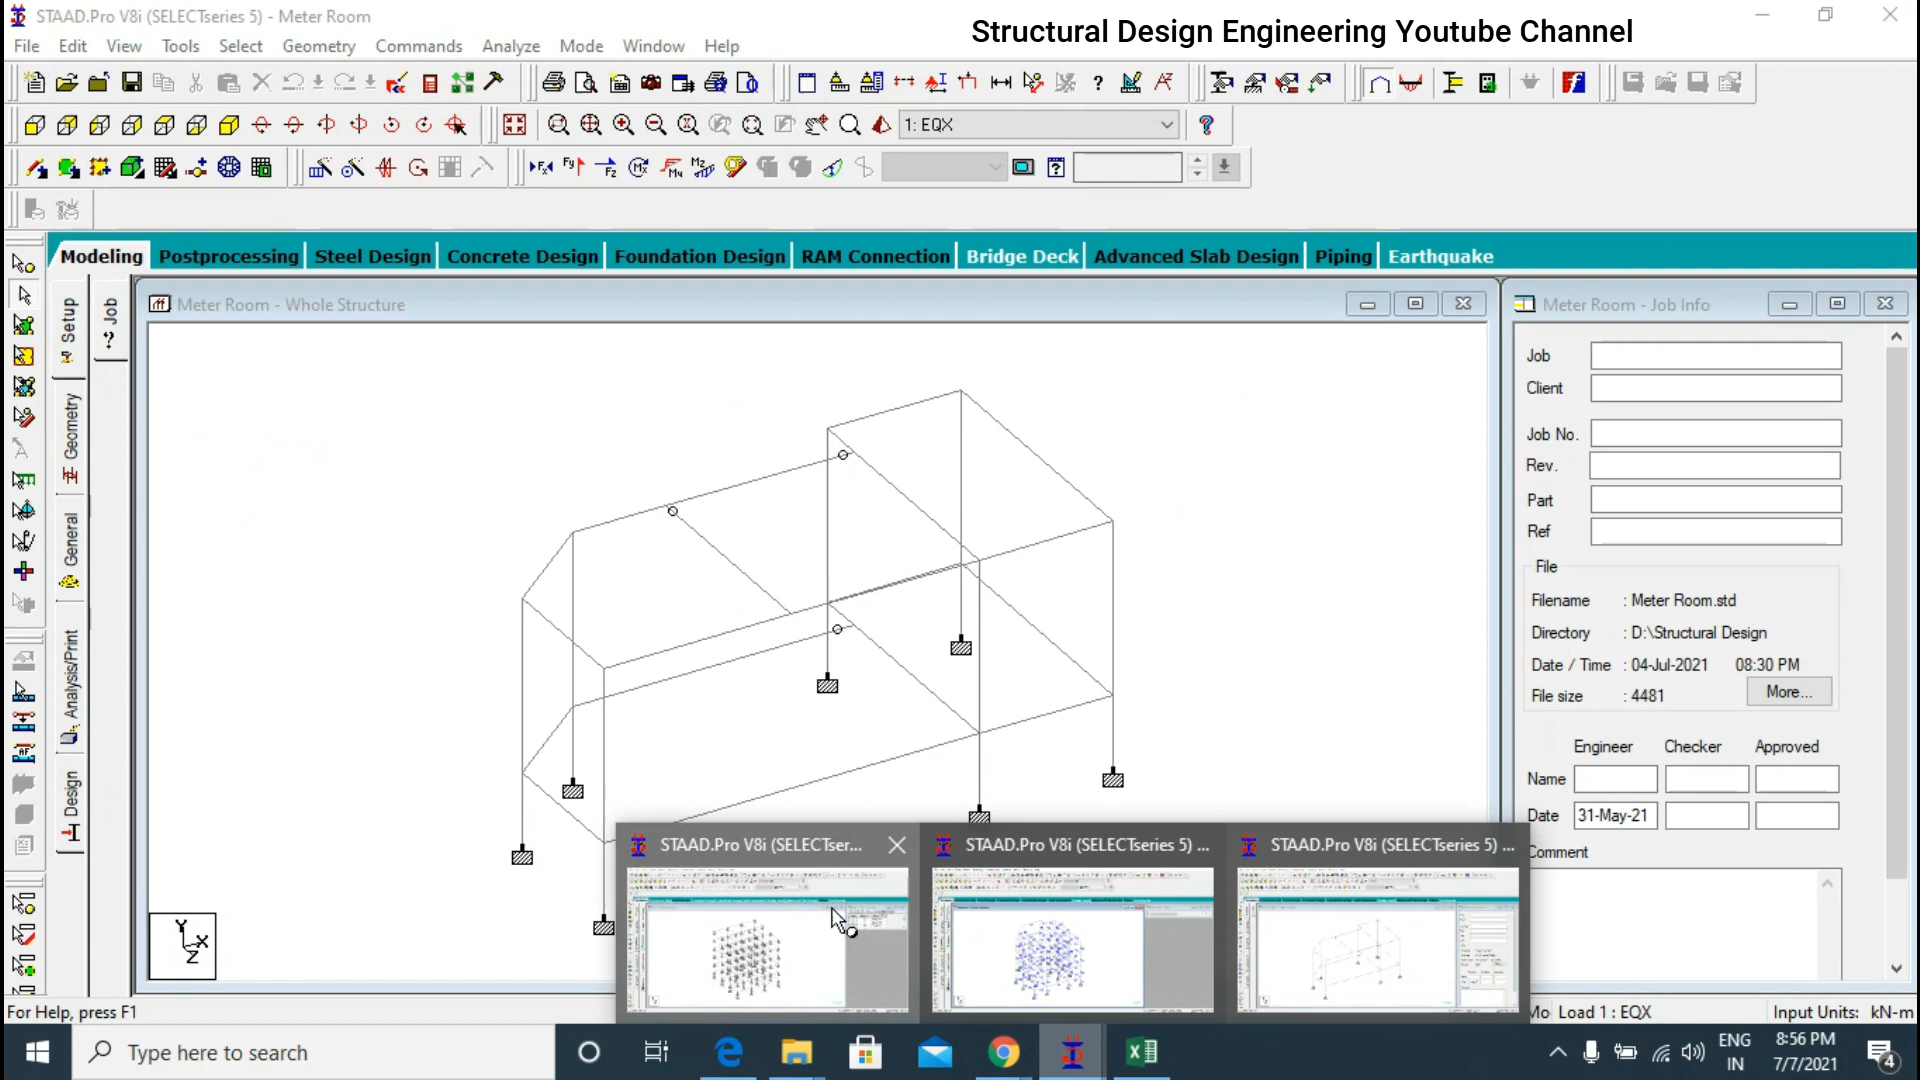 STAAD.Pro V8i (SELECTseries 5) - Meter Room
Structural Design Engineering Youtube Channel
File Edit View Tools Select Geometry Commands Analyze Mode Window Help
1: EQX
Modeling Postprocessing Steel Design Concrete Design Foundation Design RAM Connection Bridge Deck Advanced Slab Design Piping Earthquake
Setup
Geometry
General
Analysis/Print
Design
Job
Meter Room - Whole Structure
Meter Room - Job Info
Job
Client
Job No.
Rev.
Part
Ref
File
Filename : Meter Room.std
Directory : D:\Structural Design
Date / Time : 04-Jul-2021 08:30 PM
File size : 4481 More...
Engineer Checker Approved
Name
Date 31-May-21
Comment
Y
X
Z
STAAD.Pro V8i (SELECTser...
STAAD.Pro V8i (SELECTseries 5) ...
STAAD.Pro V8i (SELECTseries 5) ...
For Help, press F1
Mo Load 1 : EQX Input Units: kN-m
Type here to search
ENG
IN
8:56 PM
7/7/2021
4